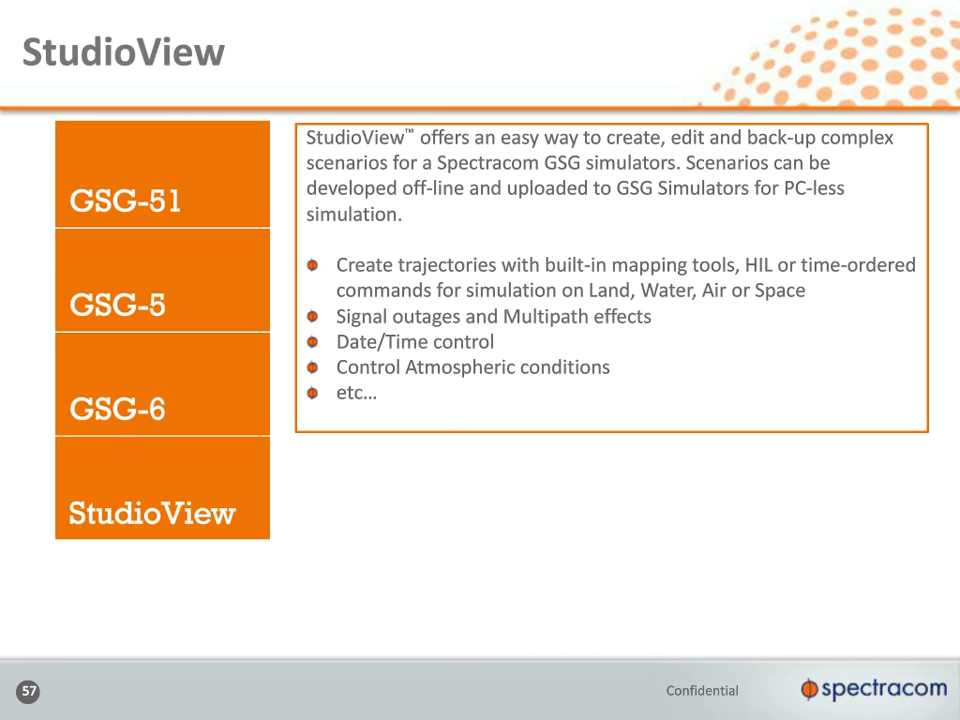 StudioView
GSG-51
GSG-5
GSG-6
StudioView
StudioView™ offers an easy way to create, edit and back-up complex
scenarios for a Spectracom GSG simulators. Scenarios can be
developed off-line and uploaded to GSG Simulators for PC-less
simulation.
Create trajectories with built-in mapping tools, HIL or time-ordered
commands for simulation on Land, Water, Air or Space
Signal outages and Multipath effects
Date/Time control
Control Atmospheric conditions
etc…
57
Confidential
spectracom